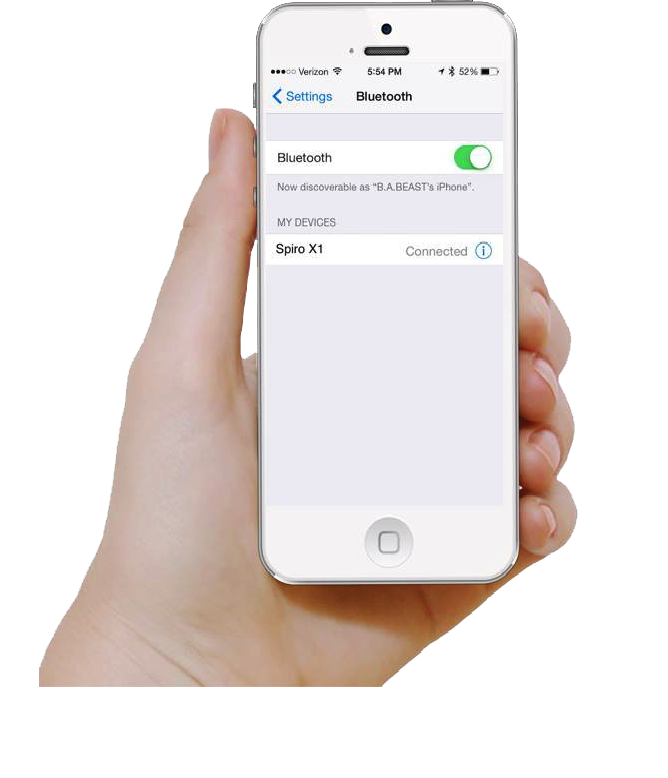 Verizon 5:54 PM 52%
Settings Bluetooth
Bluetooth
Now discoverable as “B.A.BEAST's iPhone”.
MY DEVICES
Spiro X1 Connected